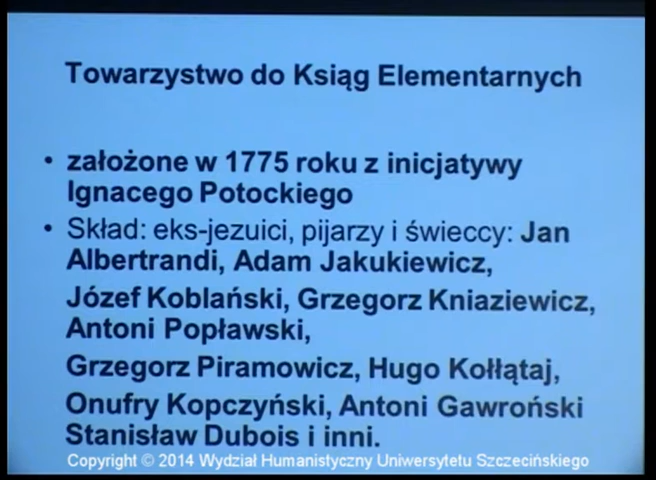 Towarzystwo do Ksiąg Elementarnych
• założone w 1775 roku z inicjatywy
Ignacego Potockiego
• Skład: eks-jezuici, pijarzy i świeccy: Jan
Albertrandi, Adam Jakukiewicz,
Józef Koblański, Grzegorz Kniaziewicz,
Antoni Popławski,
Grzegorz Piramowicz, Hugo Kołłątaj,
Onufry Kopczyński, Antoni Gawroński
Stanisław Dubois i inni.
Copyright © 2014 Wydział Humanistyczny Uniwersytetu Szczecińskiego